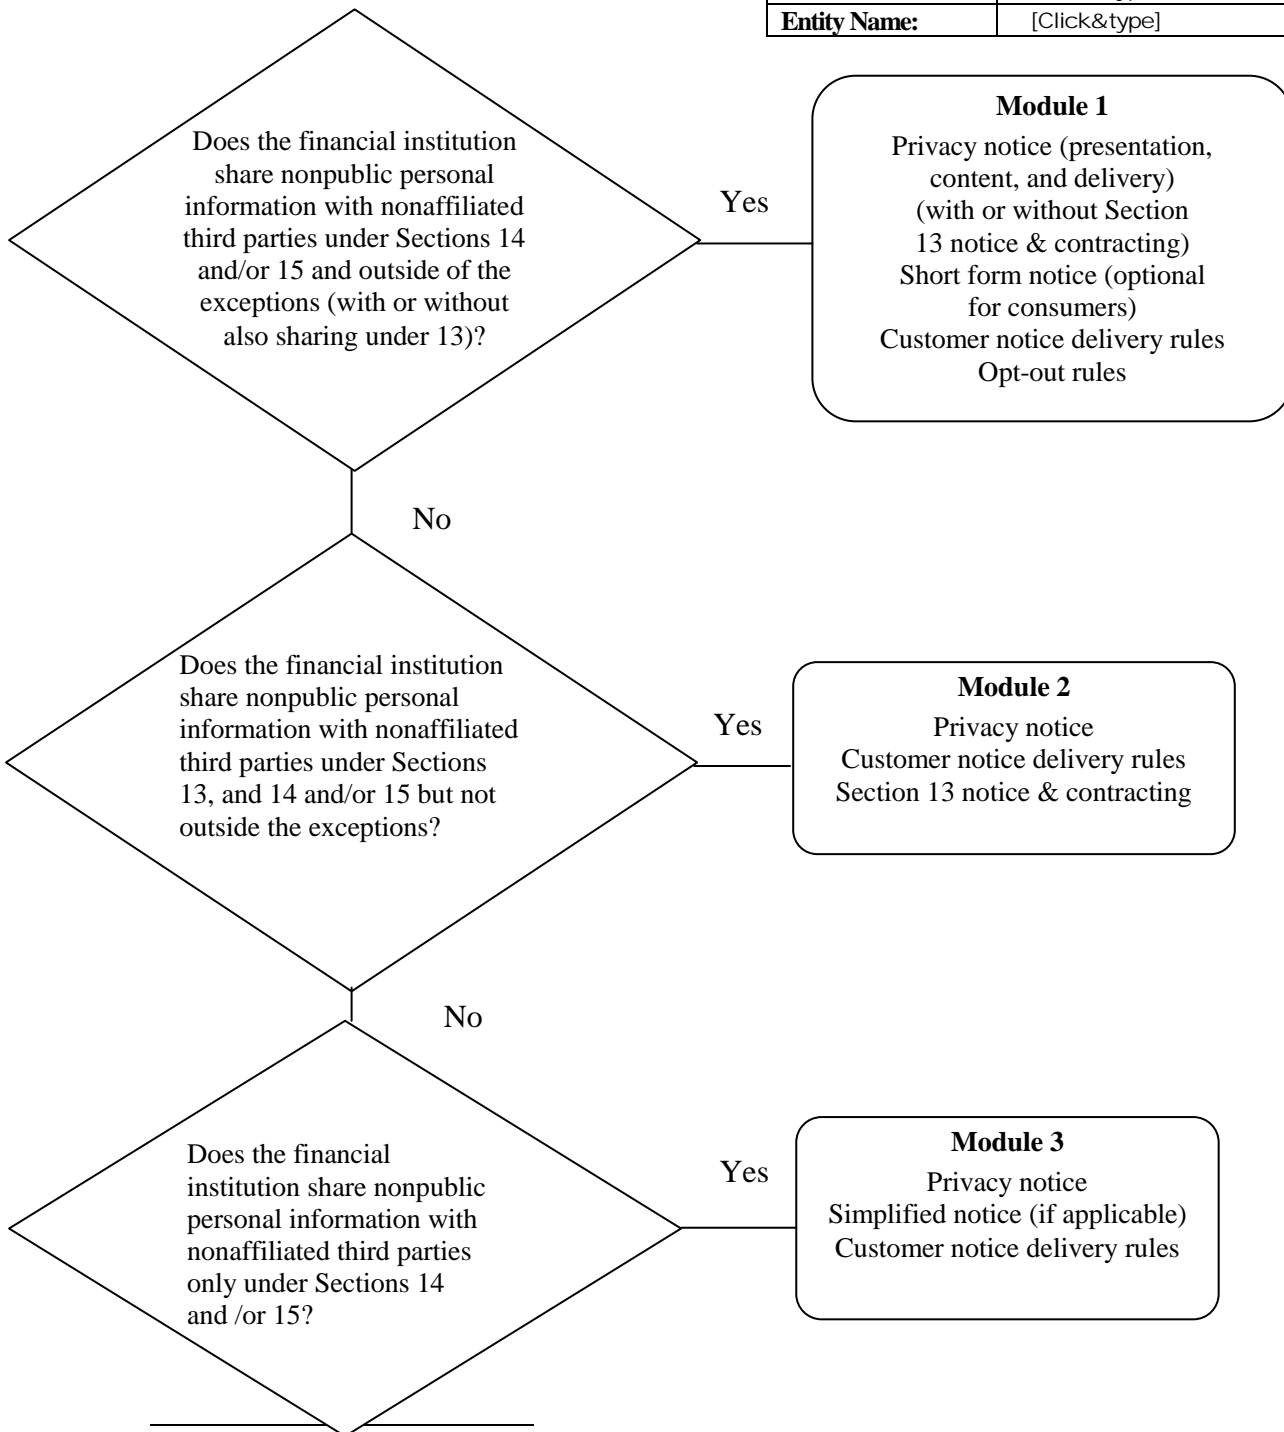 Entity Name: [Click&type]
Does the financial institution
share nonpublic personal
information with nonaffiliated
third parties under Sections 14
and/or 15 and outside of the
exceptions (with or without
also sharing under 13)?
Yes
Module 1
Privacy notice (presentation,
content, and delivery)
(with or without Section
13 notice & contracting)
Short form notice (optional
for consumers)
Customer notice delivery rules
Opt-out rules
No
Does the financial institution
share nonpublic personal
information with nonaffiliated
third parties under Sections
13, and 14 and/or 15 but not
outside the exceptions?
Yes
Module 2
Privacy notice
Customer notice delivery rules
Section 13 notice & contracting
No
Does the financial
institution share nonpublic
personal information with
nonaffiliated third parties
only under Sections 14
and /or 15?
Yes
Module 3
Privacy notice
Simplified notice (if applicable)
Customer notice delivery rules